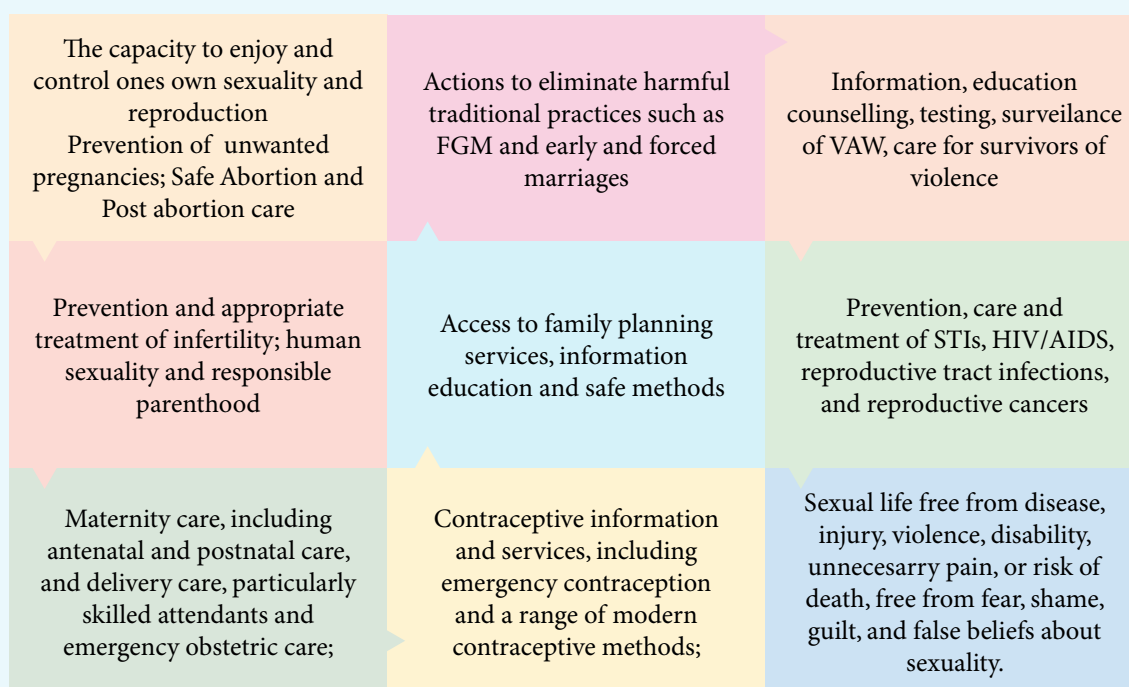 The capacity to enjoy and
control ones own sexuality and
reproduction
Prevention of unwanted
pregnancies; Safe Abortion and
Post abortion care
Prevention and appropriate
treatment of infertility; human
sexuality and responsible
parenthood
Maternity care, including
antenatal and postnatal care,
and delivery care, particularly
skilled attendants and
emergency obstetric care;
Contraceptive information
and services, including
emergency contraception
and a range of modern
contraceptive methods;
Access to family planning
services, information
education and safe methods
Actions to eliminate harmful
traditional practices such as
FGM and early and forced
marriages
Information, education
counselling, testing, surveilance
of VAW, care for survivors of
violence
Prevention, care and
treatment of STIs, HIV/AIDS,
reproductive tract infections,
and reproductive cancers
Sexual life free from disease,
injury, violence, disability,
unnecesarry pain, or risk of
death, free from fear, shame,
guilt, and false beliefs about
sexuality.